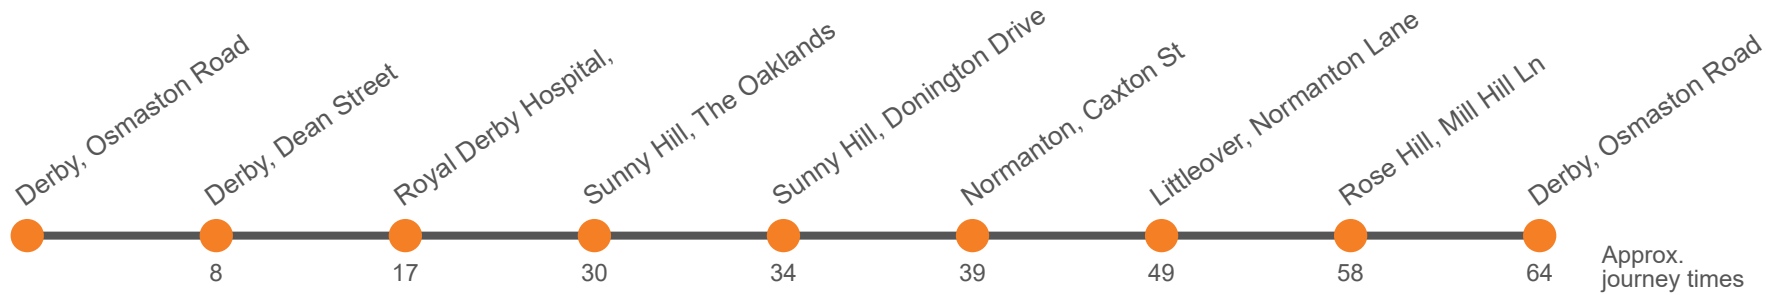 Derby, Osmaston Road
Derby, Dean Street
Royal Derby Hospital,
Sunny Hill, The Oaklands
Sunny Hill, Donington Drive
Normanton, Caxton St
Littleover, Normanton Lane
Rose Hill, Mill Hill Ln
Derby, Osmaston Road
8
17
30
34
39
49
58
64
Approx.
journey times